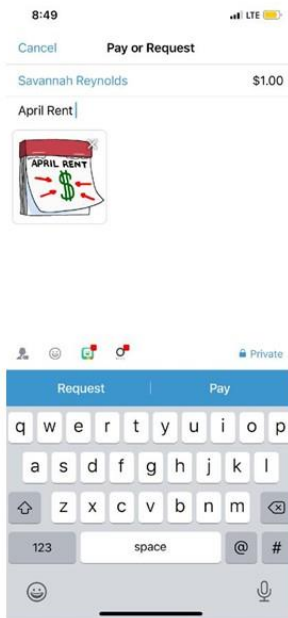 8:49 LTE
Cancel Pay or Request
Savannah Reynolds $1.00
April Rent
APRIL RENT
$
Private
Request Pay
q w e r t y u i o p
a s d f g h j k l
z x c v b n m
123 space @ #